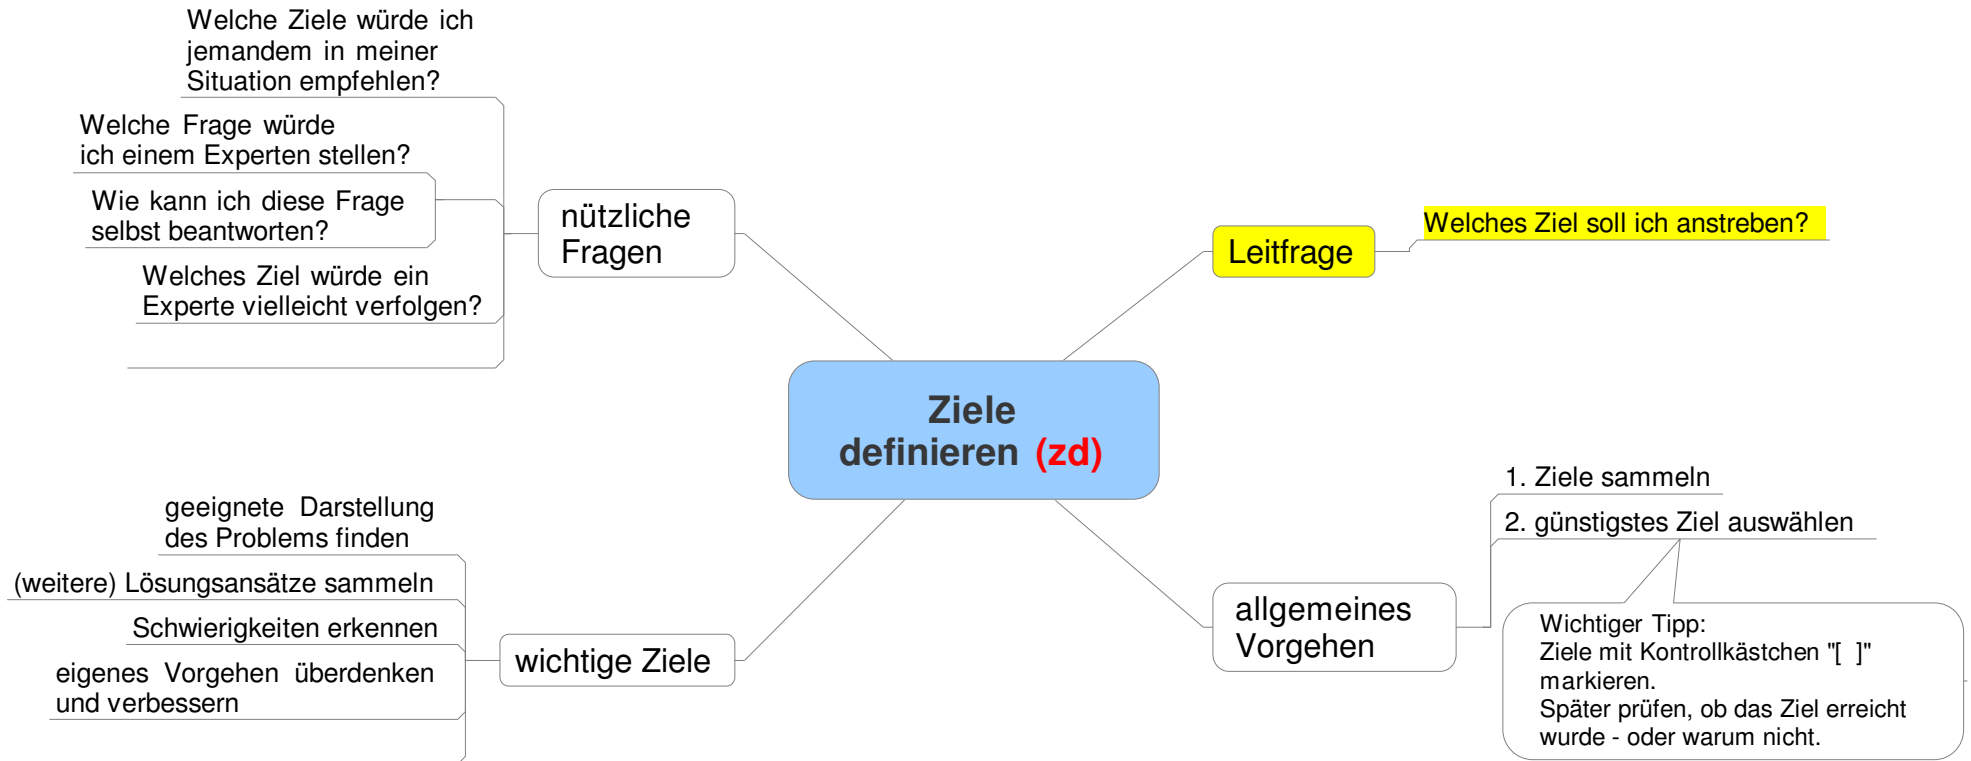 Welche Ziele würde ich
jemandem in meiner
Situation empfehlen?
Welche Frage würde
ich einem Experten stellen?
Wie kann ich diese Frage
selbst beantworten?
Welches Ziel würde ein
Experte vielleicht verfolgen?
nützliche
Fragen
Leitfrage
Welches Ziel soll ich anstreben?
Ziele
definieren (zd)
geeignete Darstellung
des Problems finden
(weitere) Lösungsansätze sammeln
Schwierigkeiten erkennen
eigenes Vorgehen überdenken
und verbessern
wichtige Ziele
allgemeines
Vorgehen
1. Ziele sammeln
2. günstigstes Ziel auswählen
Wichtiger Tipp:
Ziele mit Kontrollkästchen "[ ]"
markieren.
Später prüfen, ob das Ziel erreicht
wurde - oder warum nicht.